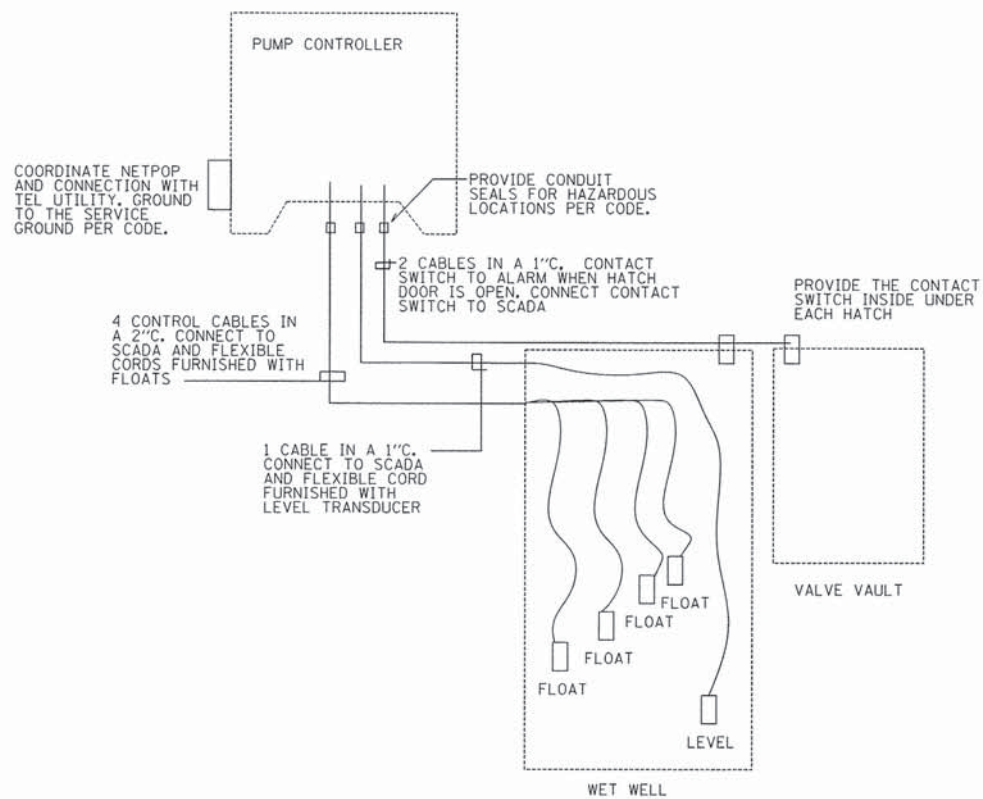 PUMP CONTROLLER
COORDINATE NETPOP
AND CONNECTION WITH
TEL UTILITY. GROUND
TO THE SERVICE
GROUND PER CODE.
PROVIDE CONDUIT
SEALS FOR HAZARDOUS
LOCATIONS PER CODE.
2 CABLES IN A 1"C. CONTACT
SWITCH TO ALARM WHEN HATCH
DOOR IS OPEN. CONNECT CONTACT
SWITCH TO SCADA
PROVIDE THE CONTACT
SWITCH INSIDE UNDER
EACH HATCH
4 CONTROL CABLES IN
A 2"C. CONNECT TO
SCADA AND FLEXIBLE
CORDS FURNISHED WITH
FLOATS
1 CABLE IN A 1"C.
CONNECT TO SCADA
AND FLEXIBLE CORD
FURNISHED WITH
LEVEL TRANSDUCER
VALVE VAULT
FLOAT
FLOAT
FLOAT
FLOAT
LEVEL
WET WELL